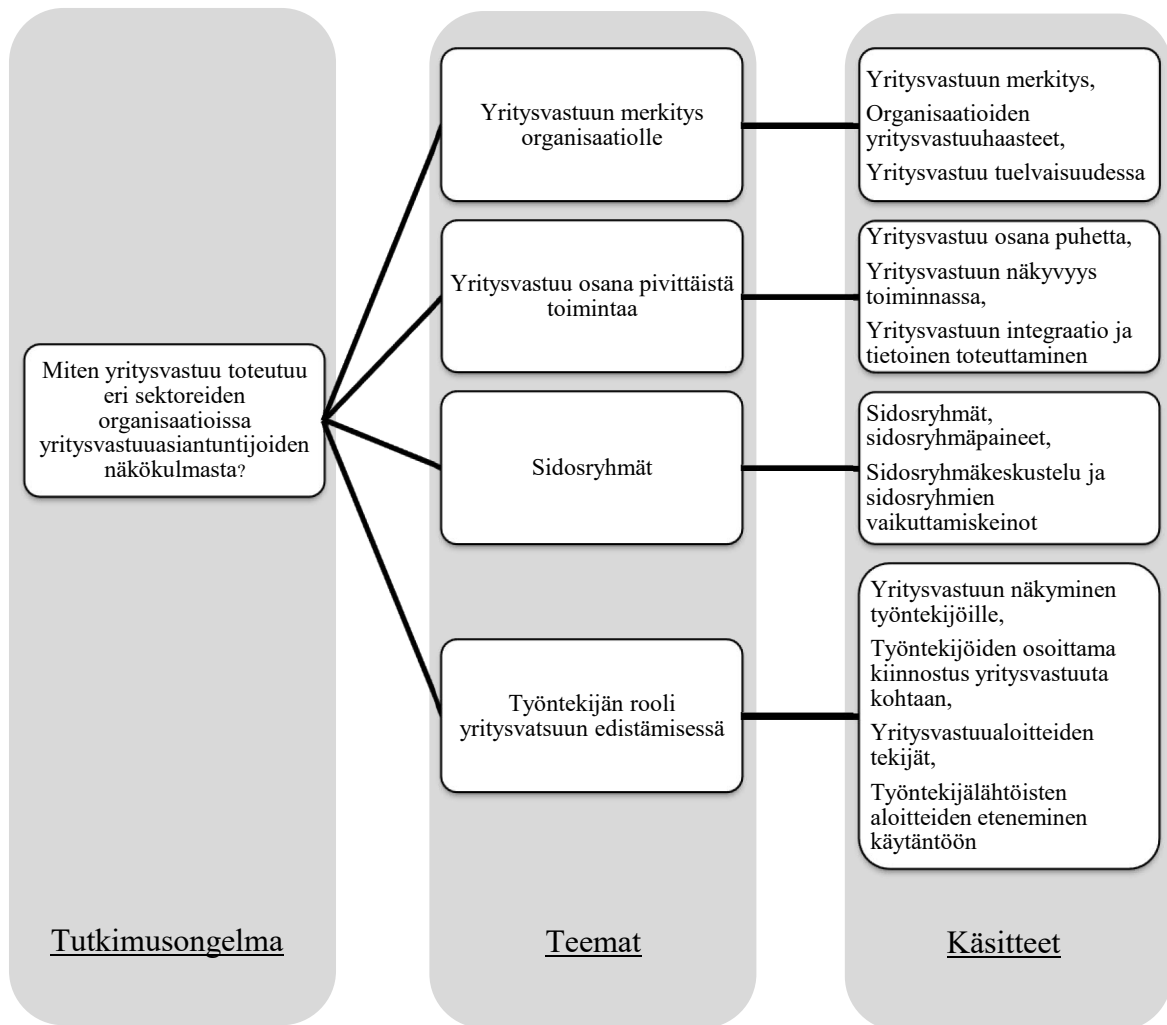 Miten yritysvastuu toteutuu
eri sektoreiden
organisaatioissa
yritysvastuuasiantuntijoiden
näkökulmasta?
Tutkimusongelma
Yritysvastuun merkitys
organisaatiolle
Yritysvastuu osana pivittäistä
toimintaa
Sidosryhmät
Työntekijän rooli
yritysvatsuun edistämisessä
Teemat
Yritysvastuun merkitys,
Organisaatioiden
yritysvastuuhaasteet,
Yritysvastuu tuelvaisuudessa
Yritysvastuu osana puhetta,
Yritysvastuun näkyvyys
toiminnassa,
Yritysvastuun integraatio ja
tietoinen toteuttaminen
Sidosryhmät,
sidosryhmäpaineet,
Sidosryhmäkeskustelu ja
sidosryhmien
vaikuttamiskeinot
Yritysvastuun näkyminen
työntekijöille,
Työntekijöiden osoittama
kiinnostus yritysvastuuta
kohtaan,
Yritysvastuualoitteiden
tekijät,
Työntekijälähtöisten
aloitteiden eteneminen
käytäntöön
Käsitteet